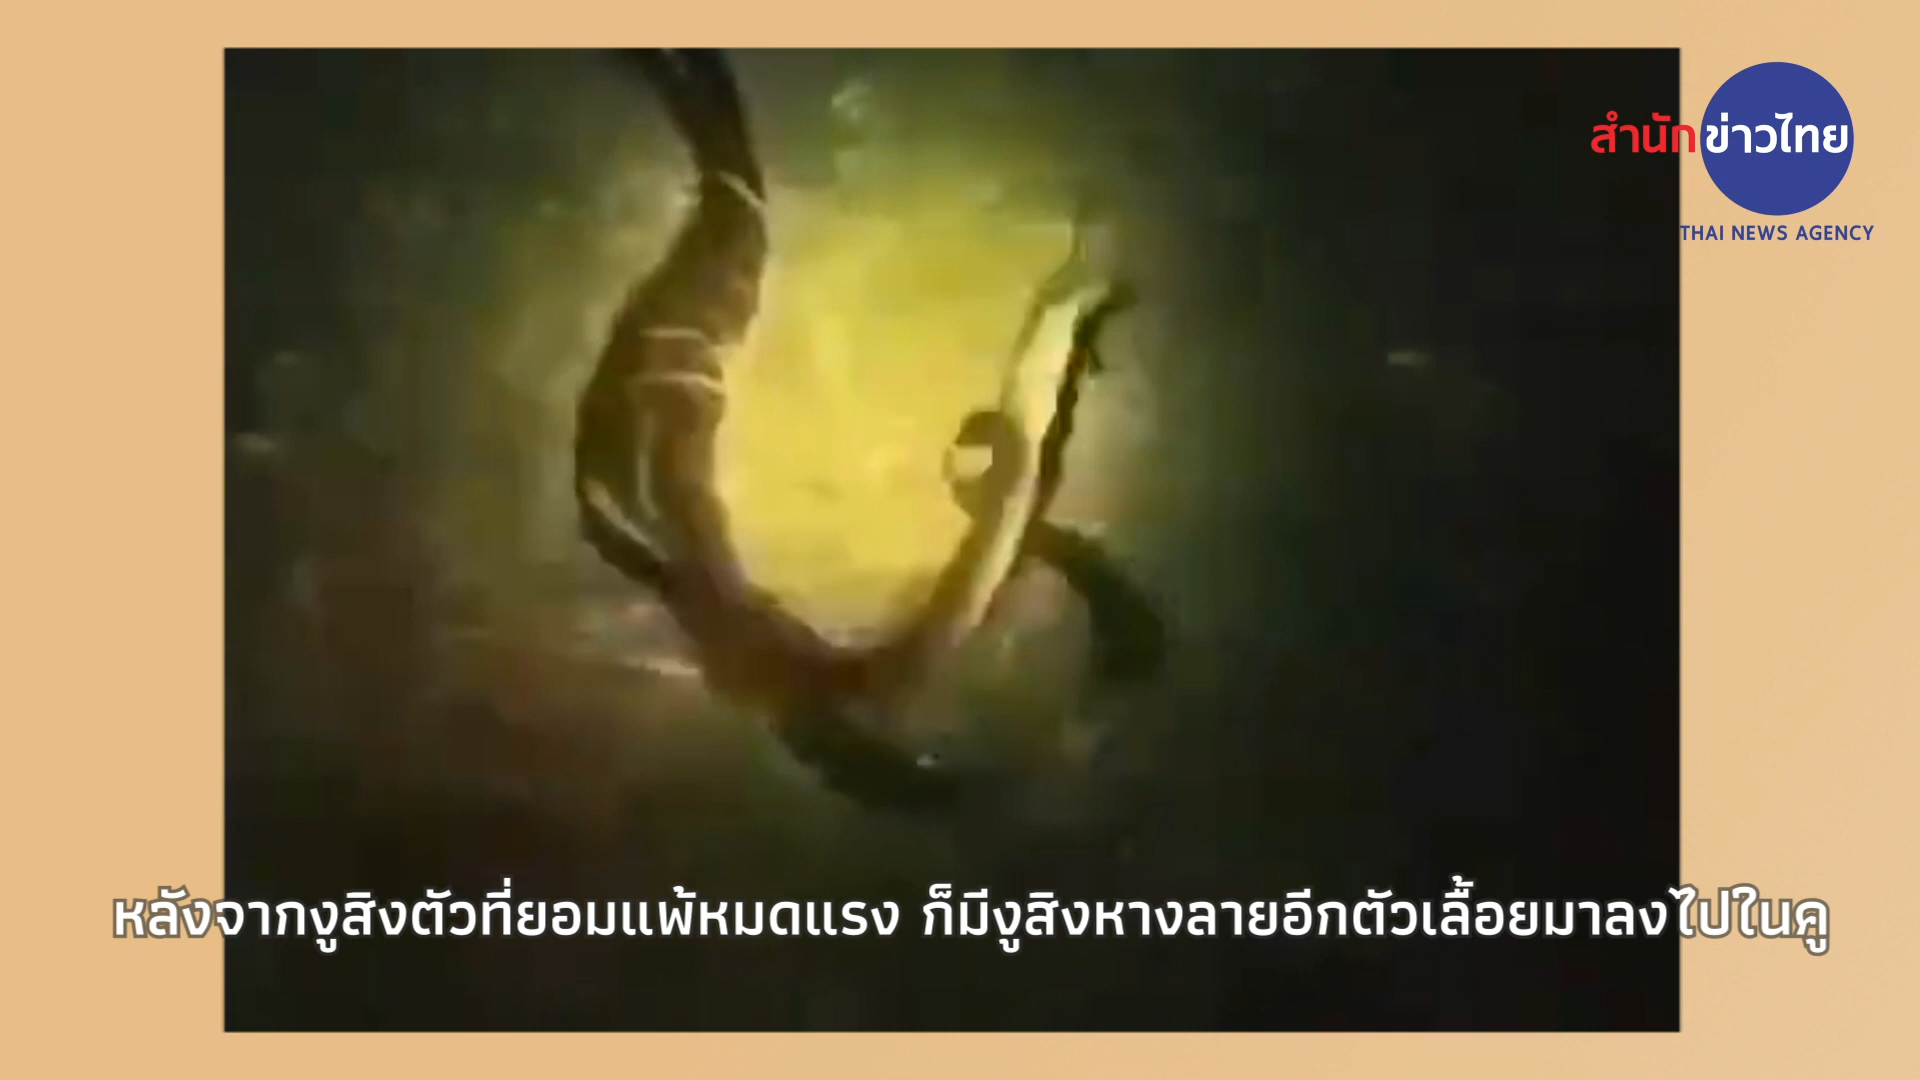 สำนักข่าวไทย
THAI NEWS AGENCY
หลังจากงูสิงตัวที่ยอมแพ้หมดแรง ก็มีงูสิงหางลายอีกตัวเลื้อยมาลงไปในคู